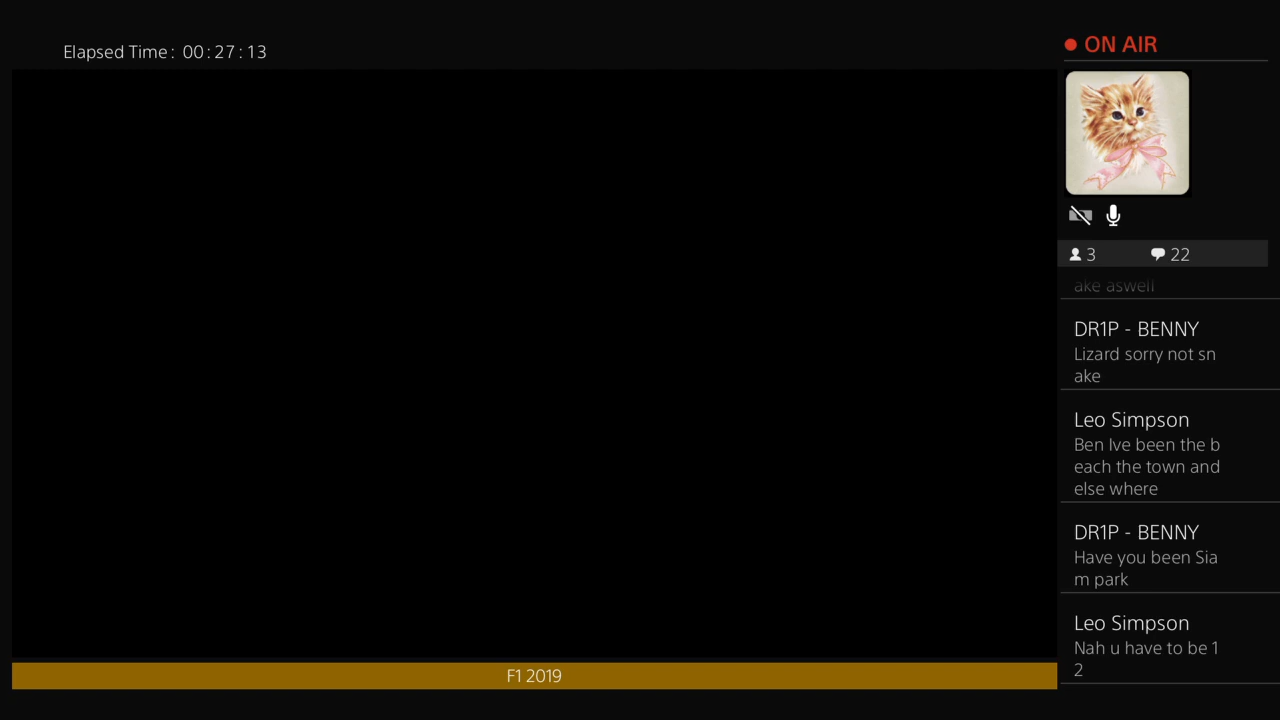 Elapsed Time: 00:27:13
ON AIR
3 22
ake aswell
DR1P - BENNY
Lizard sorry not sn
ake
Leo Simpson
Ben Ive been the b
each the town and
else where
DR1P - BENNY
Have you been Sia
m park
Leo Simpson
Nah u have to be 1
2
F1 2019